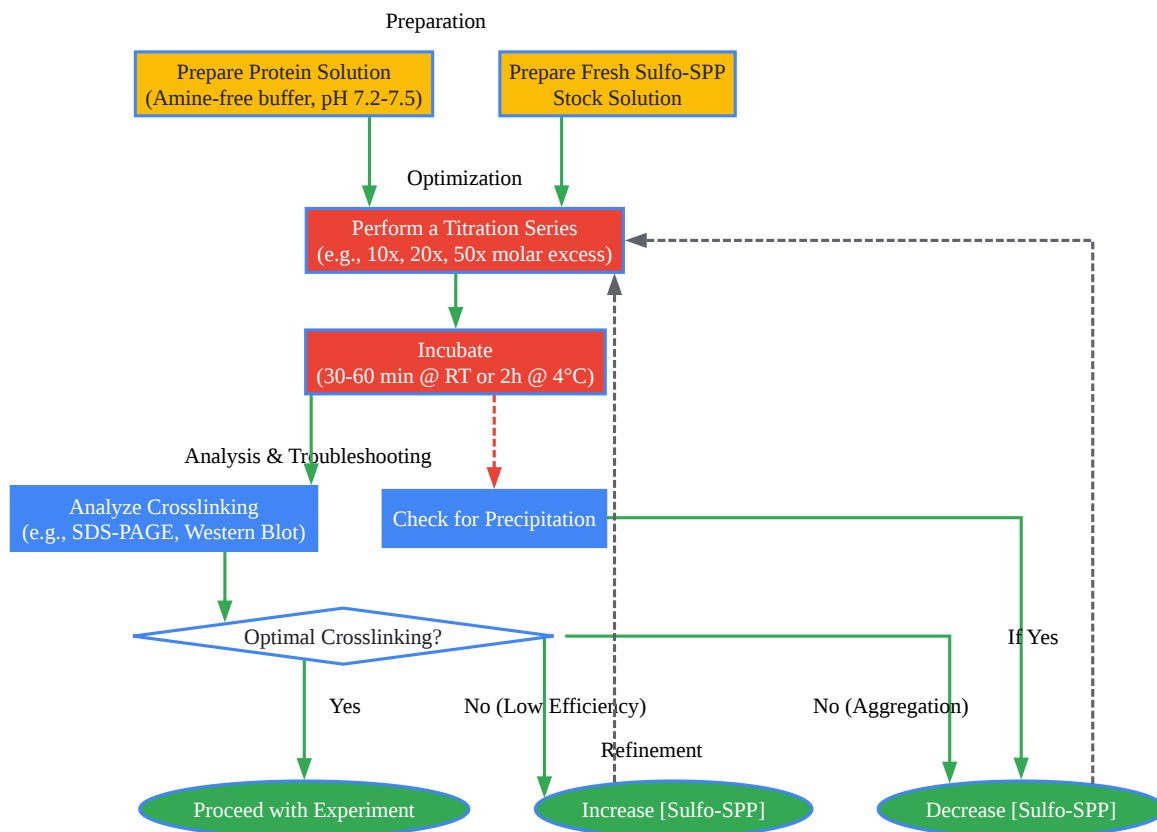 Preparation
Prepare Protein Solution
(Amine-free buffer, pH 7.2-7.5)
Prepare Fresh Sulfo-SPP
Stock Solution
Optimization
Perform a Titration Series
(e.g., 10x, 20x, 50x molar excess)
Incubate
(30-60 min @ RT or 2h @ 4°C)
Analysis & Troubleshooting
Analyze Crosslinking
(e.g., SDS-PAGE, Western Blot)
Check for Precipitation
Optimal Crosslinking?
If Yes
Yes
No (Low Efficiency)
No (Aggregation)
Refinement
Proceed with Experiment
Increase [Sulfo-SPP]
Decrease [Sulfo-SPP]